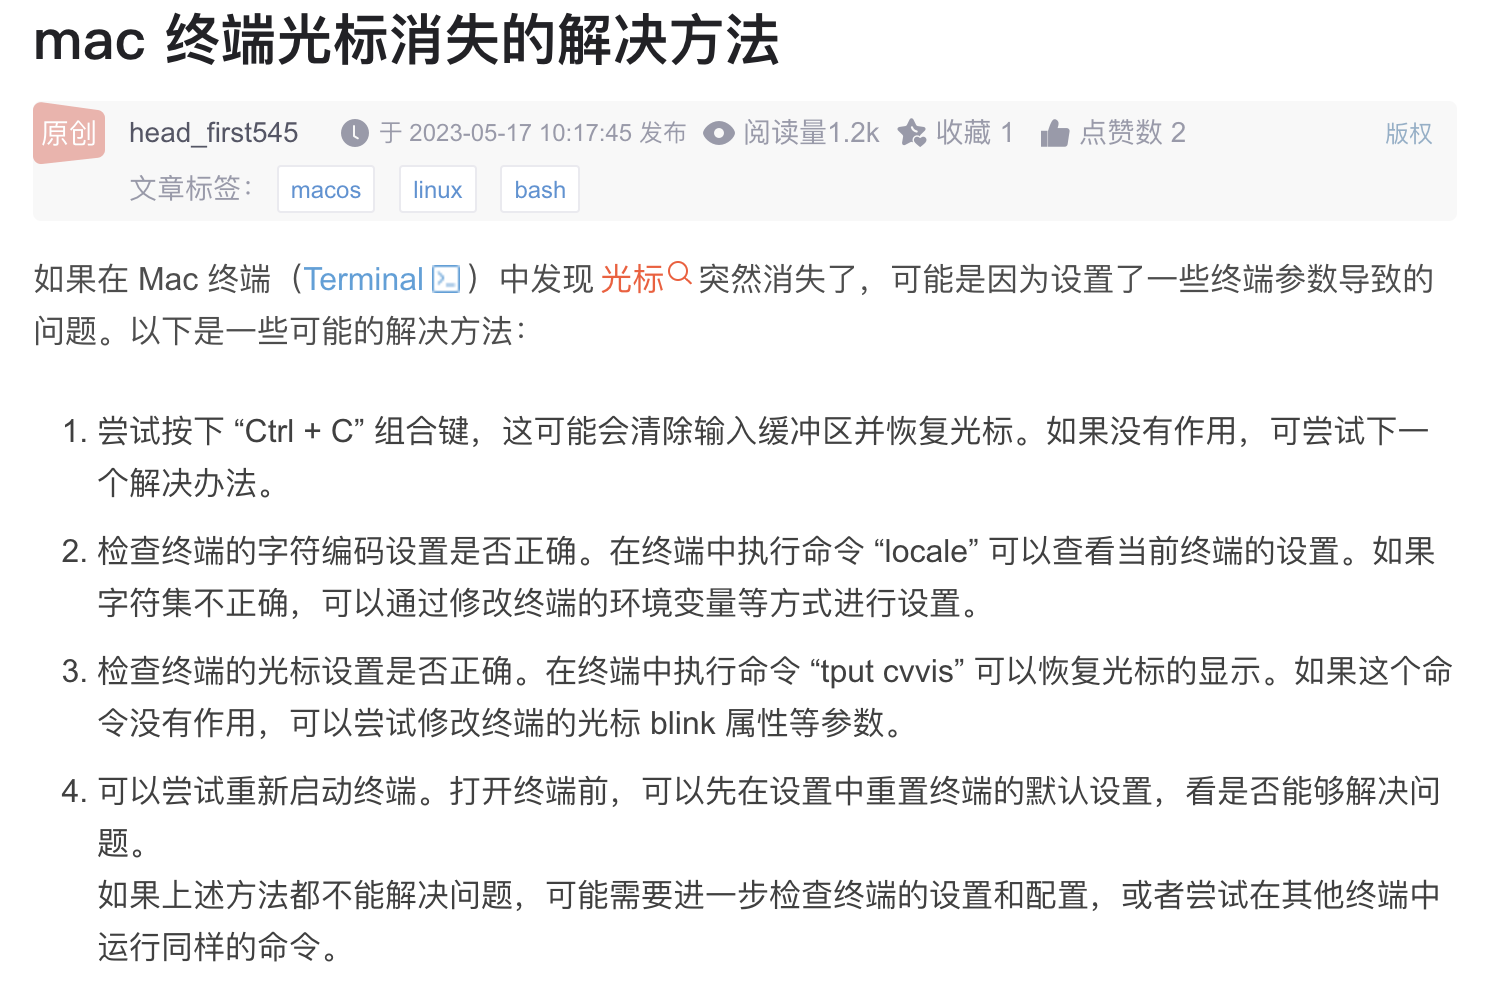 mac 终端光标消失的解决方法
原创 head_first545 于 2023-05-17 10:17:45 发布 阅读量1.2k 收藏 1 点赞数 2 版权
文章标签： macos linux bash
如果在 Mac 终端（Terminal）中发现 光标 突然消失了，可能是因为设置了一些终端参数导致的
问题。以下是一些可能的解决方法：
1. 尝试按下 “Ctrl + C” 组合键，这可能会清除输入缓冲区并恢复光标。如果没有作用，可尝试下一
个解决办法。
2. 检查终端的字符编码设置是否正确。在终端中执行命令 “locale” 可以查看当前终端的设置。如果
字符集不正确，可以通过修改终端的环境变量等方式进行设置。
3. 检查终端的光标设置是否正确。在终端中执行命令 “tput cvvis” 可以恢复光标的显示。如果这个命
令没有作用，可以尝试修改终端的光标 blink 属性等参数。
4. 可以尝试重新启动终端。打开终端前，可以先在设置中重置终端的默认设置，看是否能够解决问
题。
如果上述方法都不能解决问题，可能需要进一步检查终端的设置和配置，或者尝试在其他终端中
运行同样的命令。